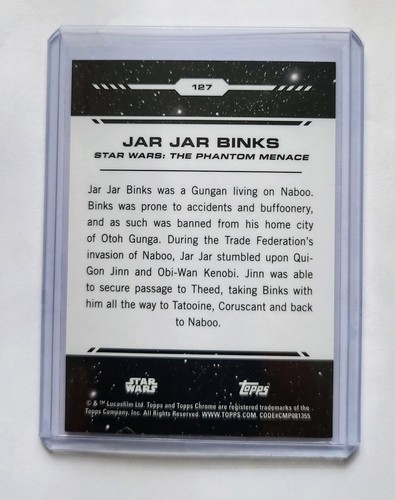 127
JAR JAR BINKS
STAR WARS: THE PHANTOM MENACE
Jar Jar Binks was a Gungan living on Naboo.
Binks was prone to accidents and buffoonery,
and as such was banned from his home city
of Otoh Gunga. During the Trade Federation's
invasion of Naboo, Jar Jar stumbled upon Qui-
Gon Jinn and Obi-Wan Kenobi. Jinn was able
to secure passage to Theed, taking Binks with
him all the way to Tatooine, Coruscant and back
to Naboo.
STAR WARS
Topps
© & ™ Lucasfilm Ltd. Topps and Topps Chrome are registered trademarks of the
Topps Company, Inc. All Rights Reserved. WWW.TOPPS.COM. CODE#CMP081355